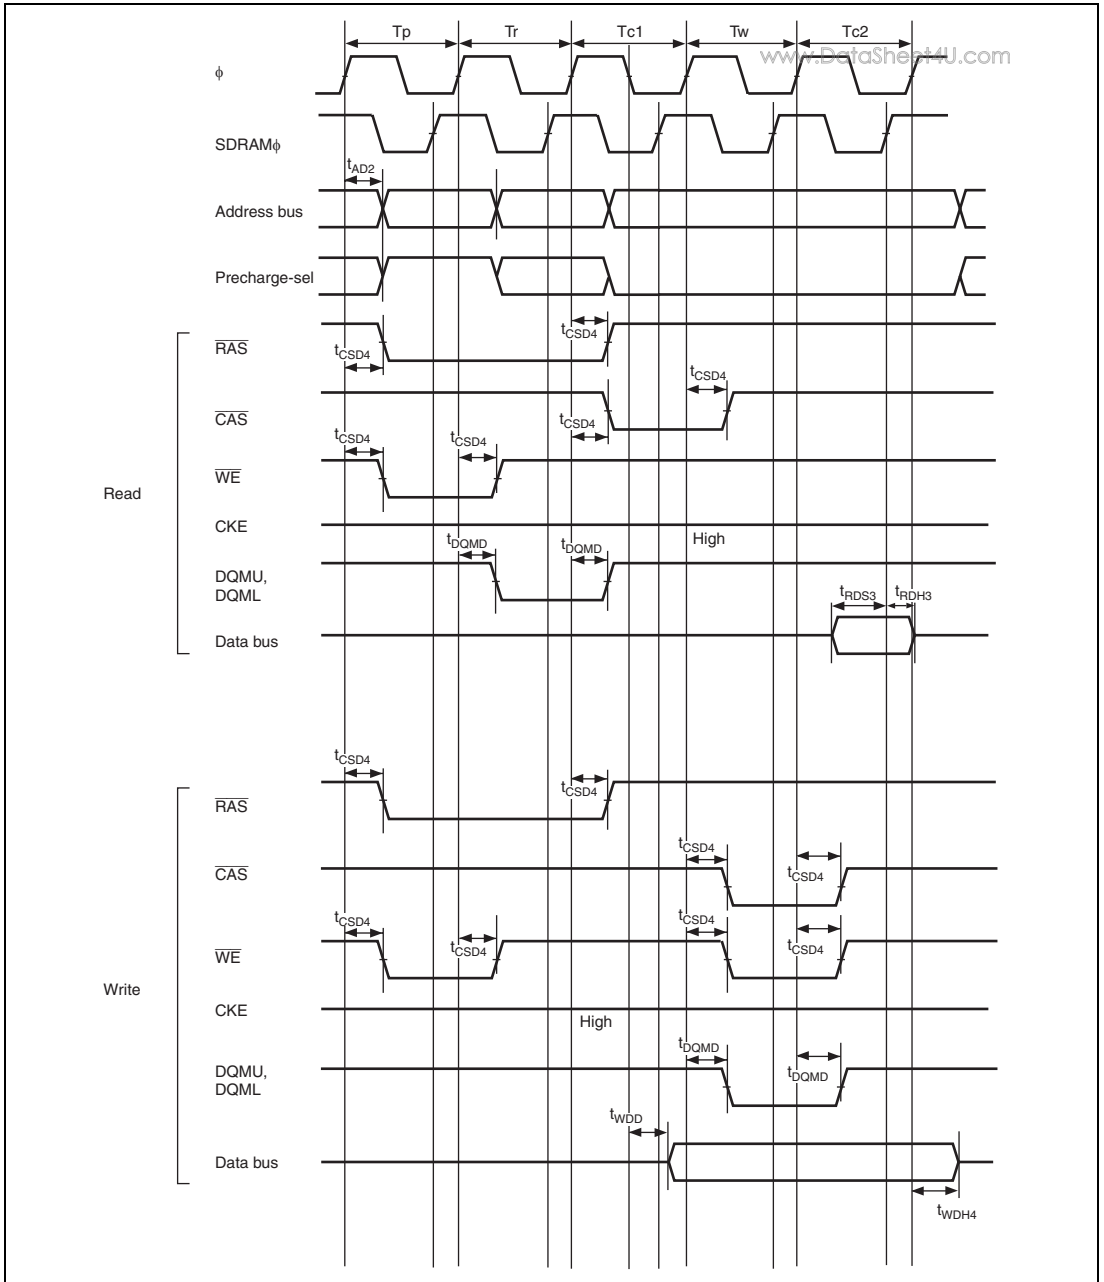 Tp Tr Tc1 Tw Tc2
www.DataSheet4U.com
ϕ
SDRAMϕ
tAD2
Address bus
Precharge-sel
tCSD4
RAS
tCSD4
tCSD4
CAS
tCSD4
tCSD4 tCSD4
WE
Read
CKE
High
tDQMD tDQMD
DQMU,
DQML
tRDS3 tRDH3
Data bus
tCSD4
tCSD4
RAS
tCSD4
CAS
tCSD4
tCSD4 tCSD4
tCSD4 tCSD4
WE
Write
CKE
High
tDQMD
DQMU,
DQML
tDQMD
tWDD
Data bus
tWDH4